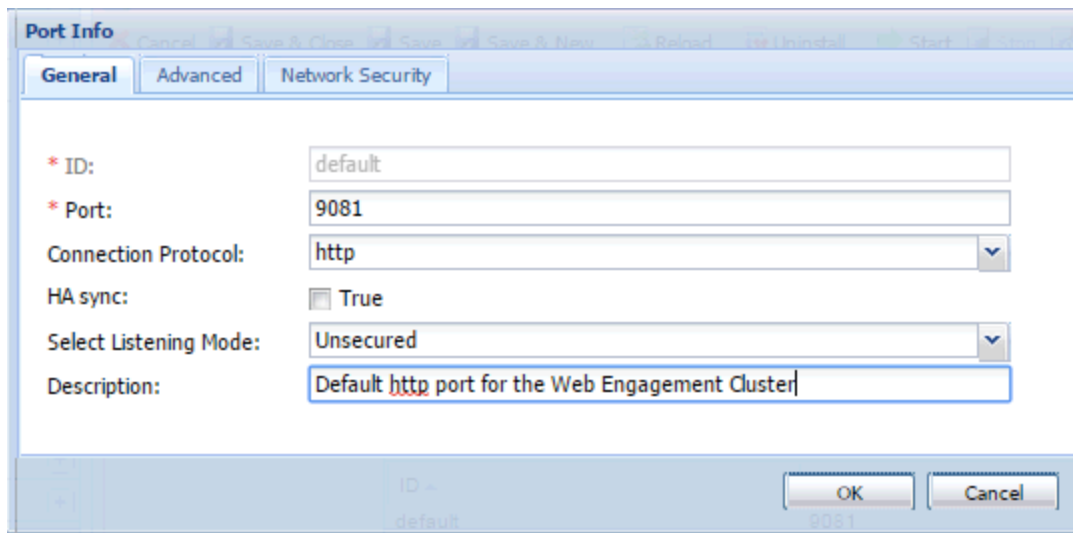 Port Info
Cancel Save & Close Save Save & New Reload Uninstall Start Stop
General Advanced Network Security
* ID: default
* Port: 9081
Connection Protocol: http
HA sync: True
Select Listening Mode: Unsecured
Description: Default http port for the Web Engagement Cluster
ID
OK Cancel
default 9081